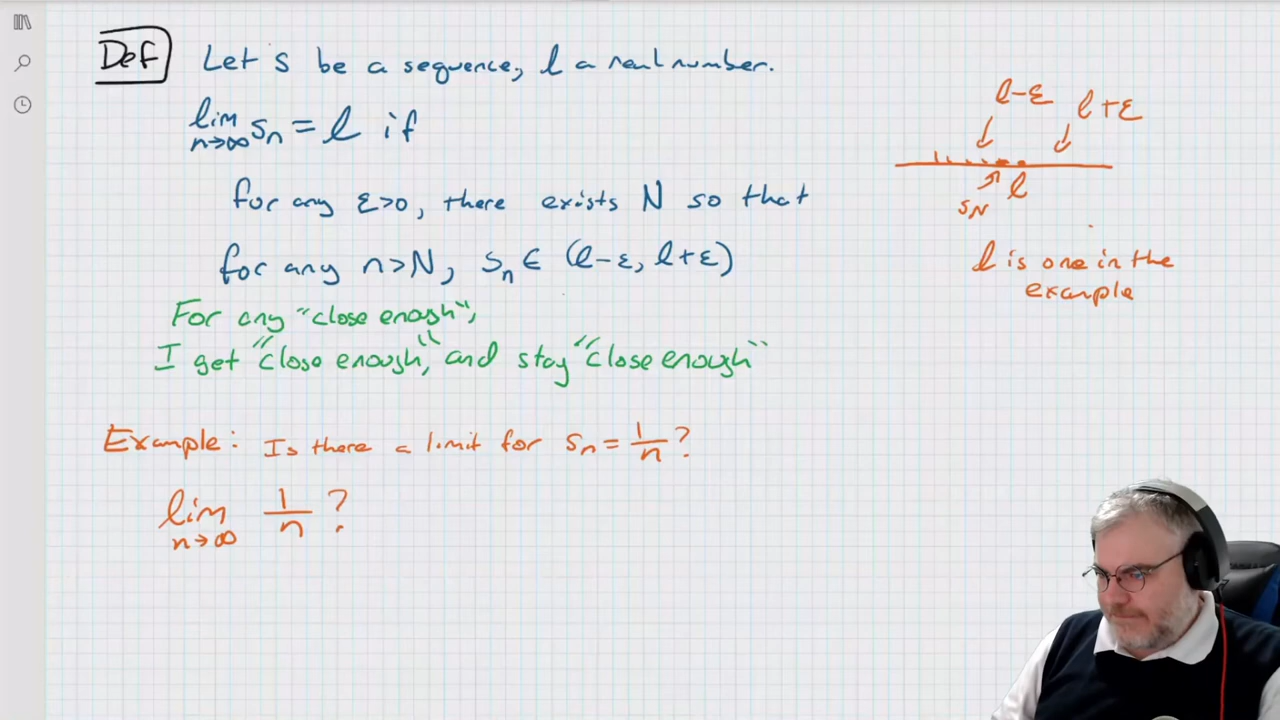 Def Let s be a sequence, l a real number.
lim n→∞ sn = l if
for any ε>0, there exists N so that
for any n>N, sn ∈ (l-ε, l+ε)
For any "close enough",
I get "close enough", and stay "close enough"
l-ε l+ε
sN l
l is one in the
example
Example: Is there a limit for sn = 1/n ?
lim n→∞ 1/n ?